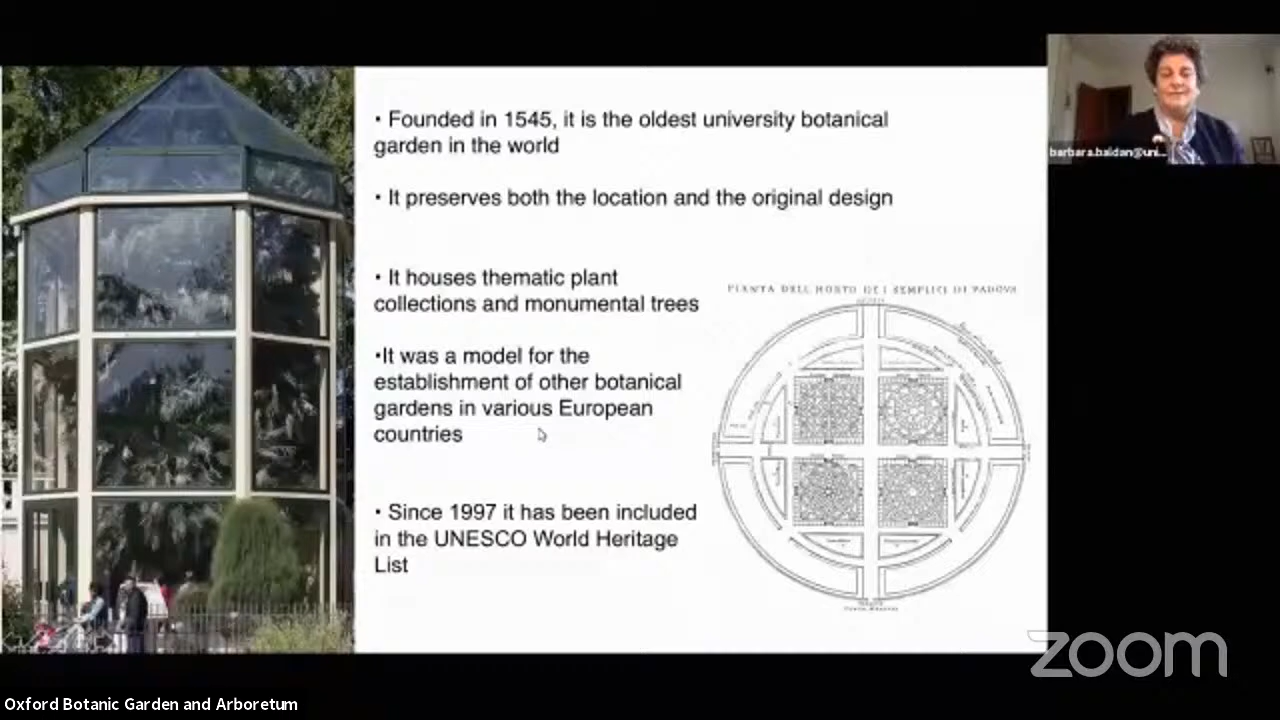 • Founded in 1545, it is the oldest university botanical
garden in the world
• It preserves both the location and the original design
• It houses thematic plant
collections and monumental trees
•It was a model for the
establishment of other botanical
gardens in various European
countries
• Since 1997 it has been included
in the UNESCO World Heritage
List
PIANTA DELL HORTO DE I SEMPLICI DI PADOVA
barbara.baldan@uni...
zoom
Oxford Botanic Garden and Arboretum